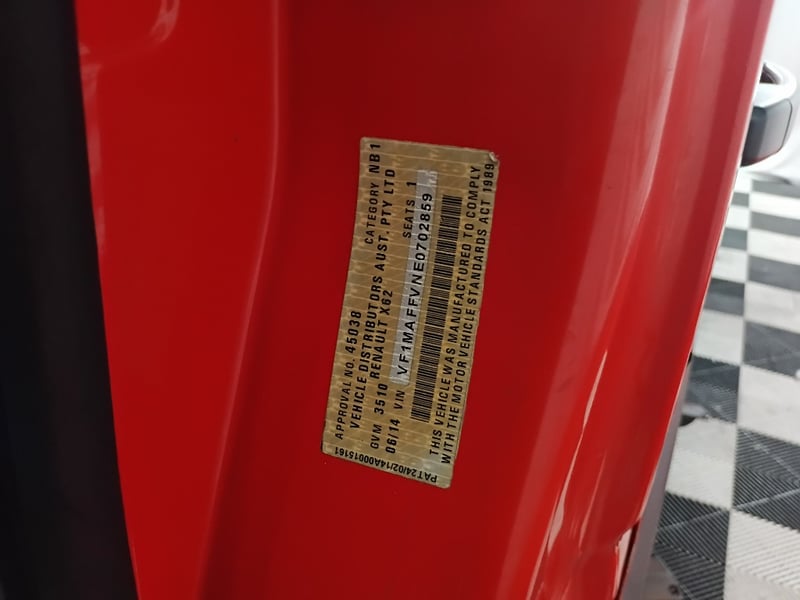 APPROVAL NO. 45038 CATEGORY NB1
VEHICLE DISTRIBUTORS AUST. PTY LTD
GVM 3510 RENAULT X62 SEATS 1
06/14 VIN VF1MAFFVNE0702859
THIS VEHICLE WAS MANUFACTURED TO COMPLY
WITH THE MOTOR VEHICLE STANDARDS ACT 1989
PAT24/02/14A00015161